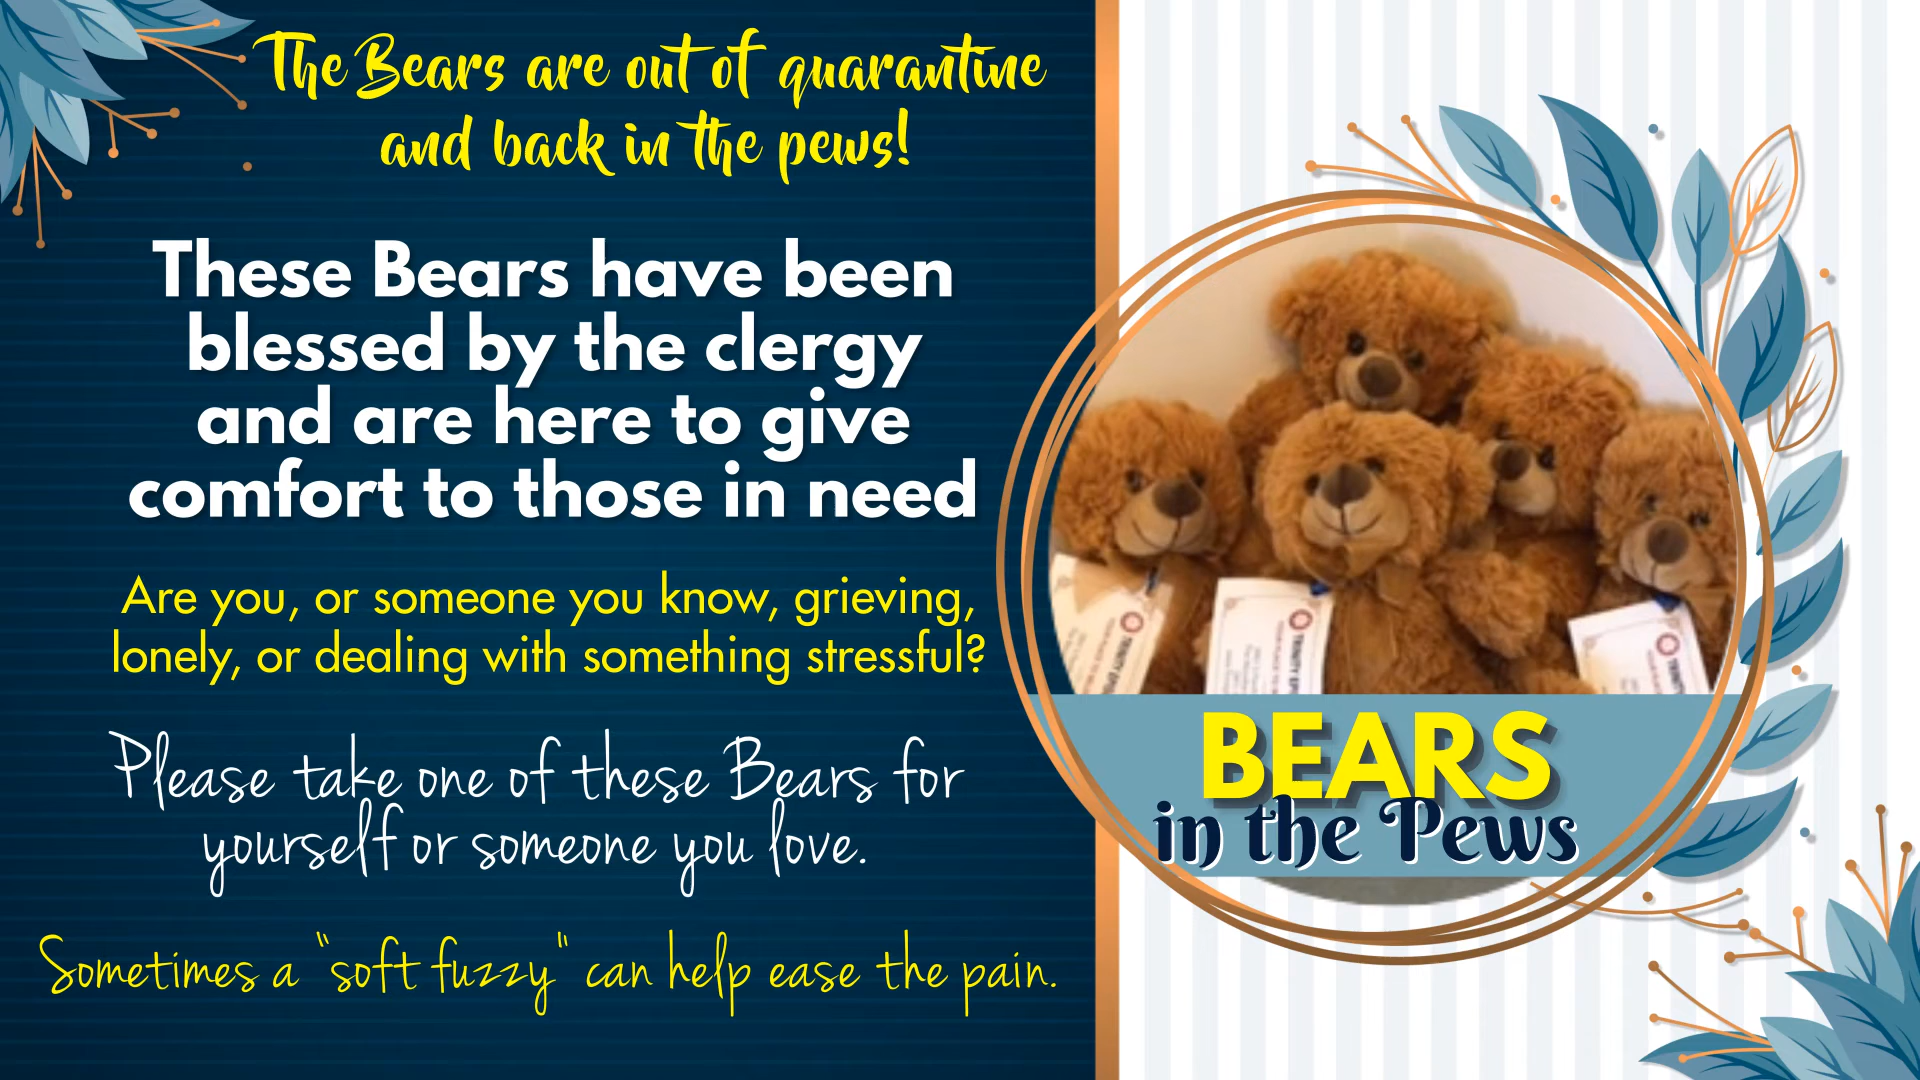 The Bears are out of quarantine
and back in the pews!
These Bears have been
blessed by the clergy
and are here to give
comfort to those in need
Are you, or someone you know, grieving,
lonely, or dealing with something stressful?
Please take one of these Bears for
yourself or someone you love.
Sometimes a "soft fuzzy" can help ease the pain.
TRINITY
TRINITY
TRINITY
BEARS
in the Pews